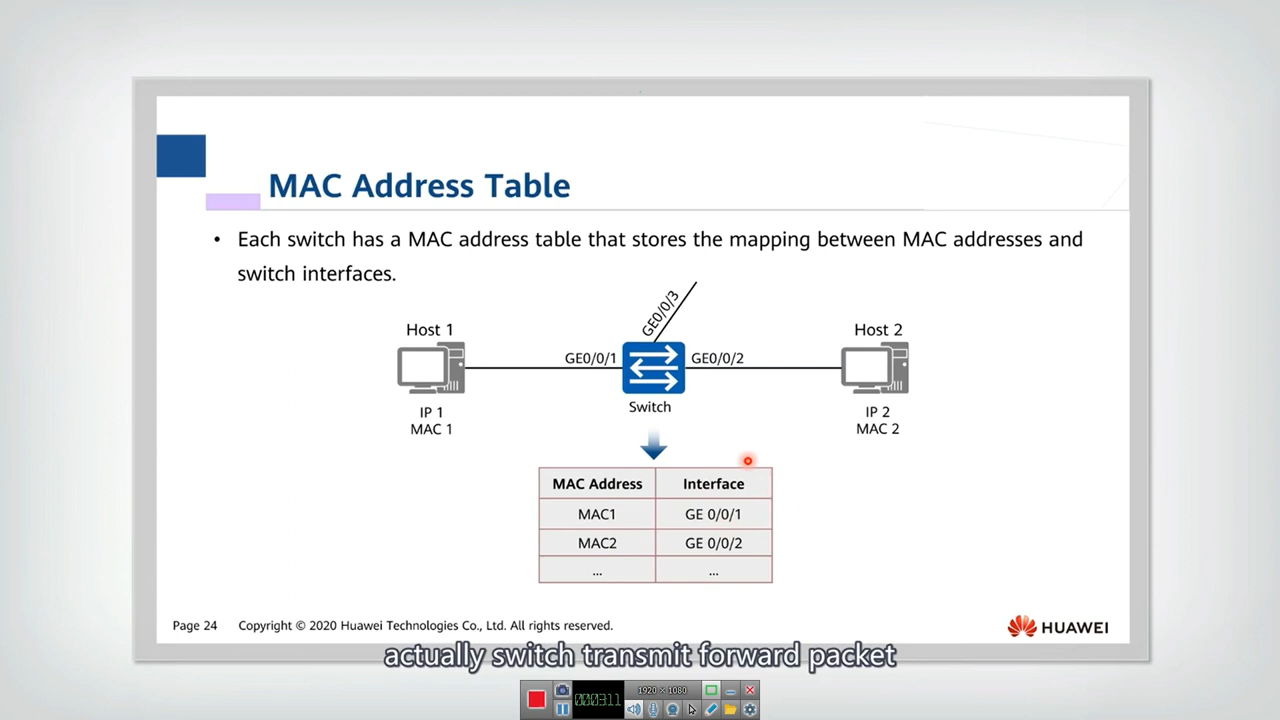 MAC Address Table
• Each switch has a MAC address table that stores the mapping between MAC addresses and
switch interfaces.
GE0/0/3
Host 1
Host 2
GE0/0/1
GE0/0/2
Switch
IP 1
MAC 1
IP 2
MAC 2
MAC Address Interface
MAC1 GE 0/0/1
MAC2 GE 0/0/2
... ...
Page 24 Copyright © 2020 Huawei Technologies Co., Ltd. All rights reserved.
HUAWEI
actually switch transmit forward packet
1920 × 1080
000311